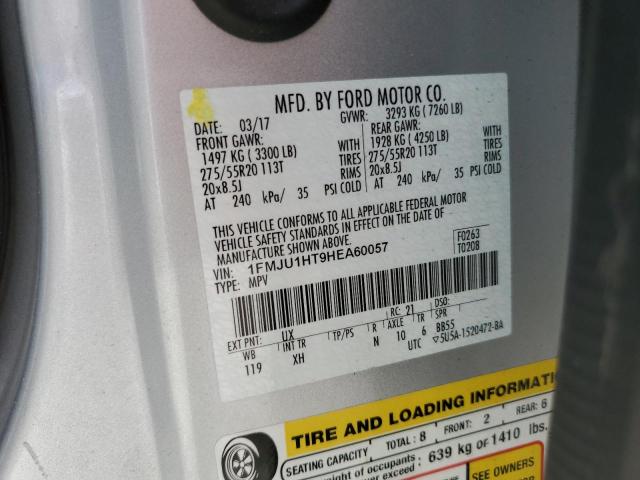 MFD. BY FORD MOTOR CO.
DATE: 03/17 GVWR: 3293 KG (7260 LB)
FRONT GAWR: REAR GAWR:
1497 KG (3300 LB) WITH 1928 KG (4250 LB) WITH
275/55R20 113T TIRES 275/55R20 113T TIRES
20x8.5J RIMS 20x8.5J RIMS
AT 240 kPa/ 35 PSI COLD AT 240 kPa/ 35 PSI COLD
THIS VEHICLE CONFORMS TO ALL APPLICABLE FEDERAL MOTOR
VEHICLE SAFETY STANDARDS IN EFFECT ON THE DATE OF
MANUFACTURE SHOWN ABOVE. F0263
VIN: 1FMJU1HT9HEA60057 T0208
TYPE: MPV
EXT PNT: UX RC: 21 DSO:
WB INT TR TP/PS R AXLE TR SPR
119 XH N 10 6 BB55
UTC 5U5A-1520472-BA
TIRE AND LOADING INFORMATI
SEATING CAPACITY TOTAL: 8 FRONT: 2 REAR: 6
weight of occupants
exceed: 639 kg or 1410 lbs.
SEE OWNERS